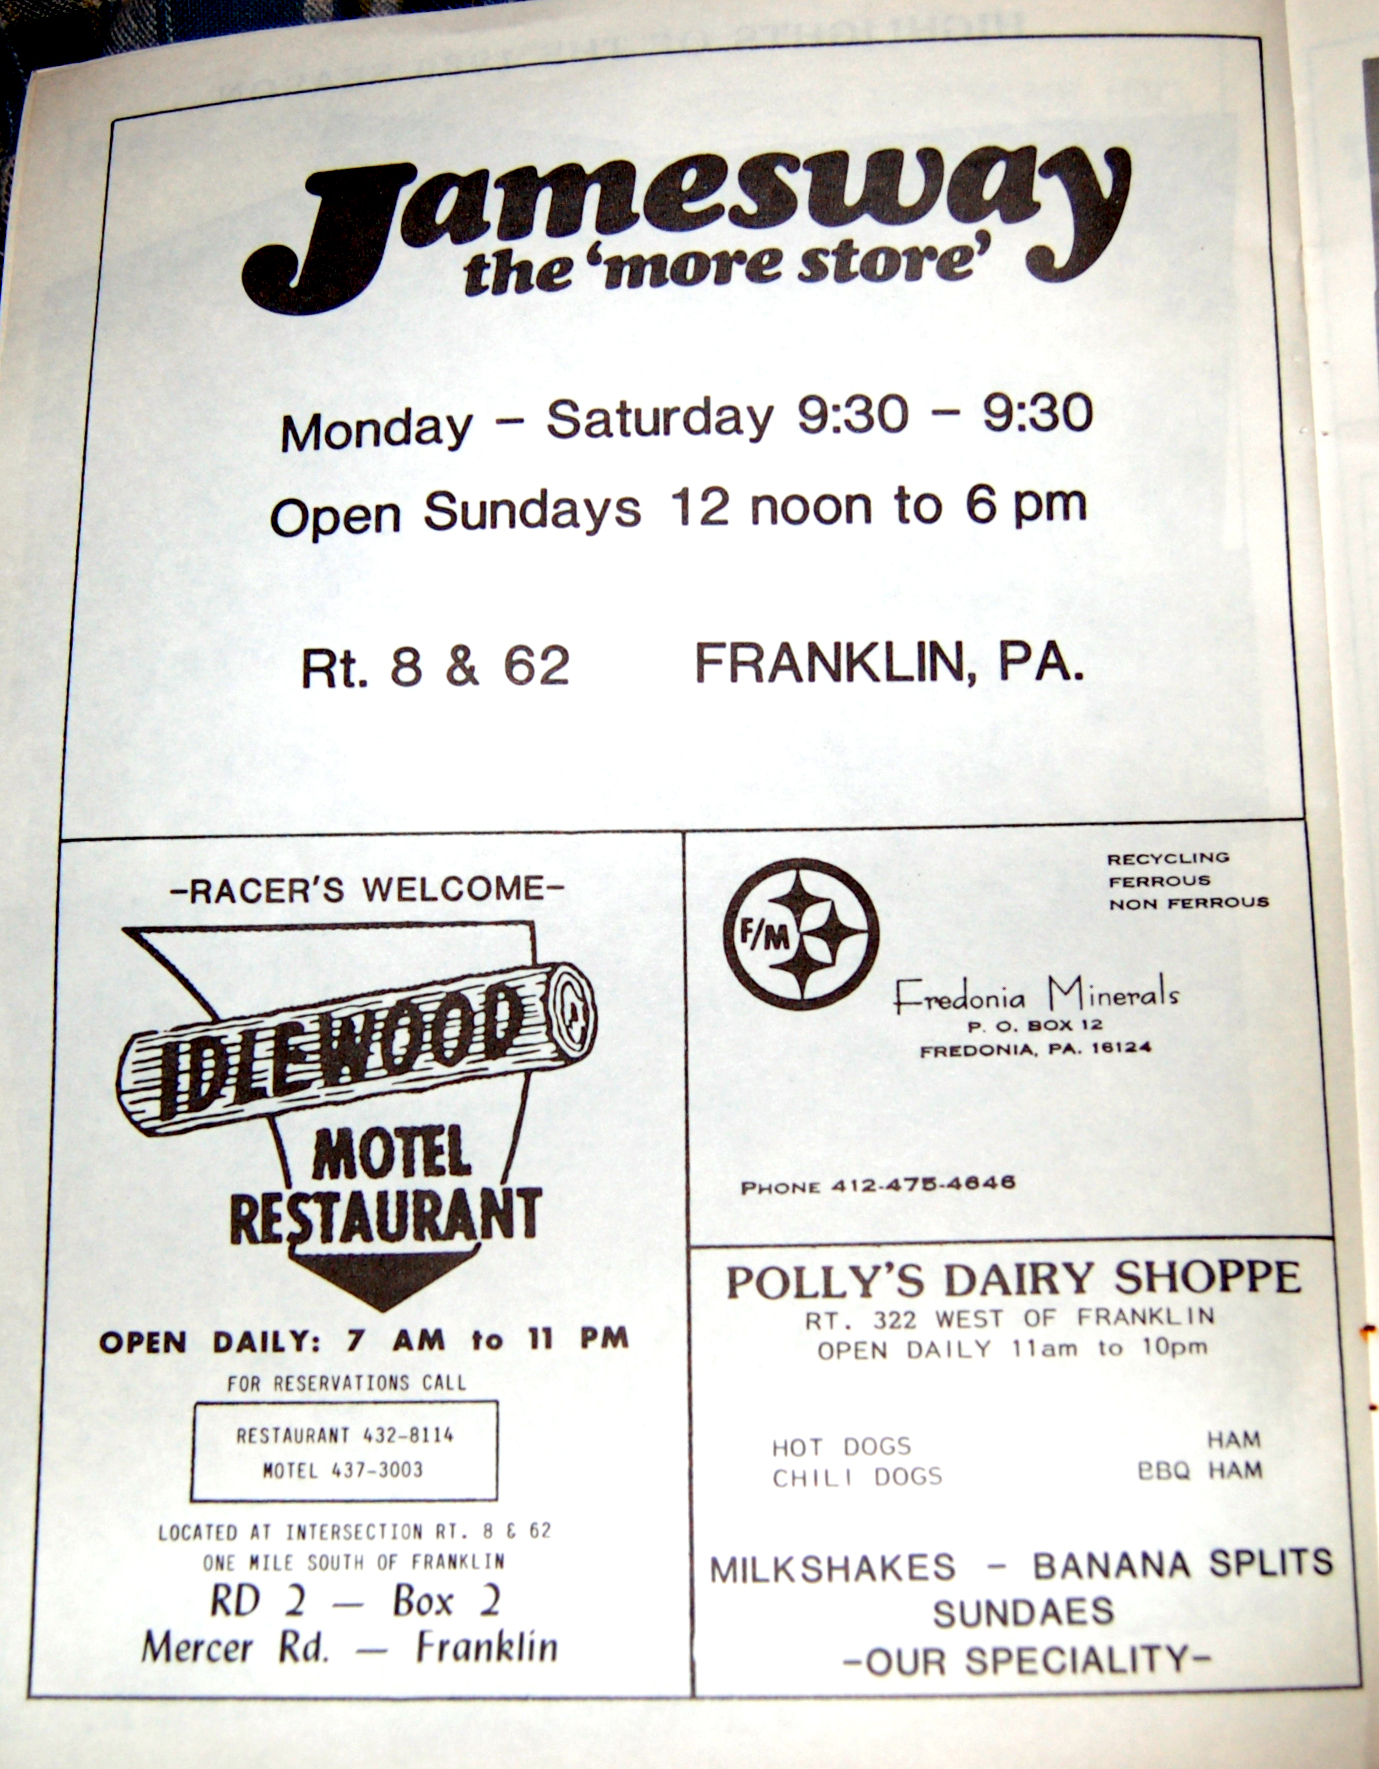 Jamesway
the 'more store'
Monday – Saturday 9:30 – 9:30
Open Sundays 12 noon to 6 pm
Rt. 8 & 62 FRANKLIN, PA.
-RACER'S WELCOME-
IDLEWOOD
MOTEL
RESTAURANT
OPEN DAILY: 7 AM to 11 PM
FOR RESERVATIONS CALL
RESTAURANT 432-8114
MOTEL 437-3003
LOCATED AT INTERSECTION RT. 8 & 62
ONE MILE SOUTH OF FRANKLIN
RD 2 — Box 2
Mercer Rd. — Franklin
RECYCLING
FERROUS
NON FERROUS
F/M
Fredonia Minerals
P. O. BOX 12
FREDONIA, PA. 16124
PHONE 412-475-4646
POLLY'S DAIRY SHOPPE
RT. 322 WEST OF FRANKLIN
OPEN DAILY 11am to 10pm
HOT DOGS HAM
CHILI DOGS BBQ HAM
MILKSHAKES – BANANA SPLITS
SUNDAES
-OUR SPECIALITY-